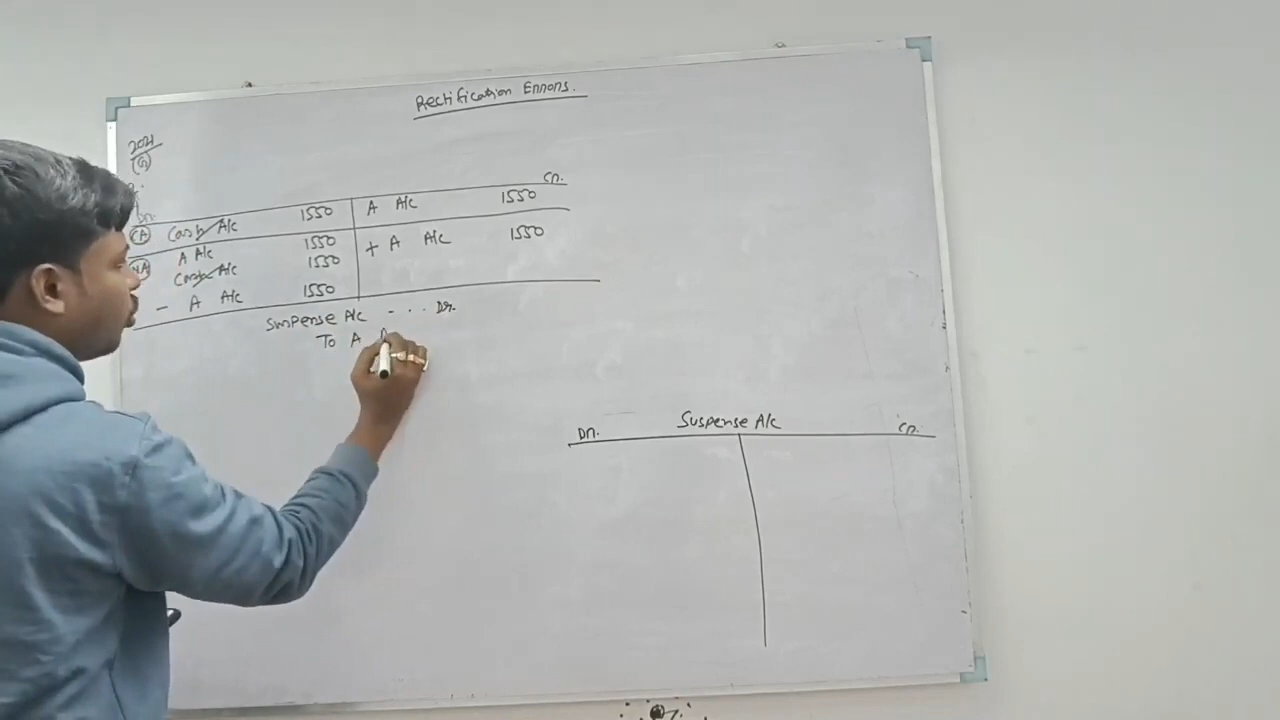 Rectification Errors.
2021
(G)
Dr. Cr.
CA Cash A/c 1550 A A/c 1550
A A/c 1550 + A A/c 1550
WA Cash A/c 1550
- A A/c 1550
Suspense A/c - . . . Dr.
To A A
Dr. Suspense A/c Cr.